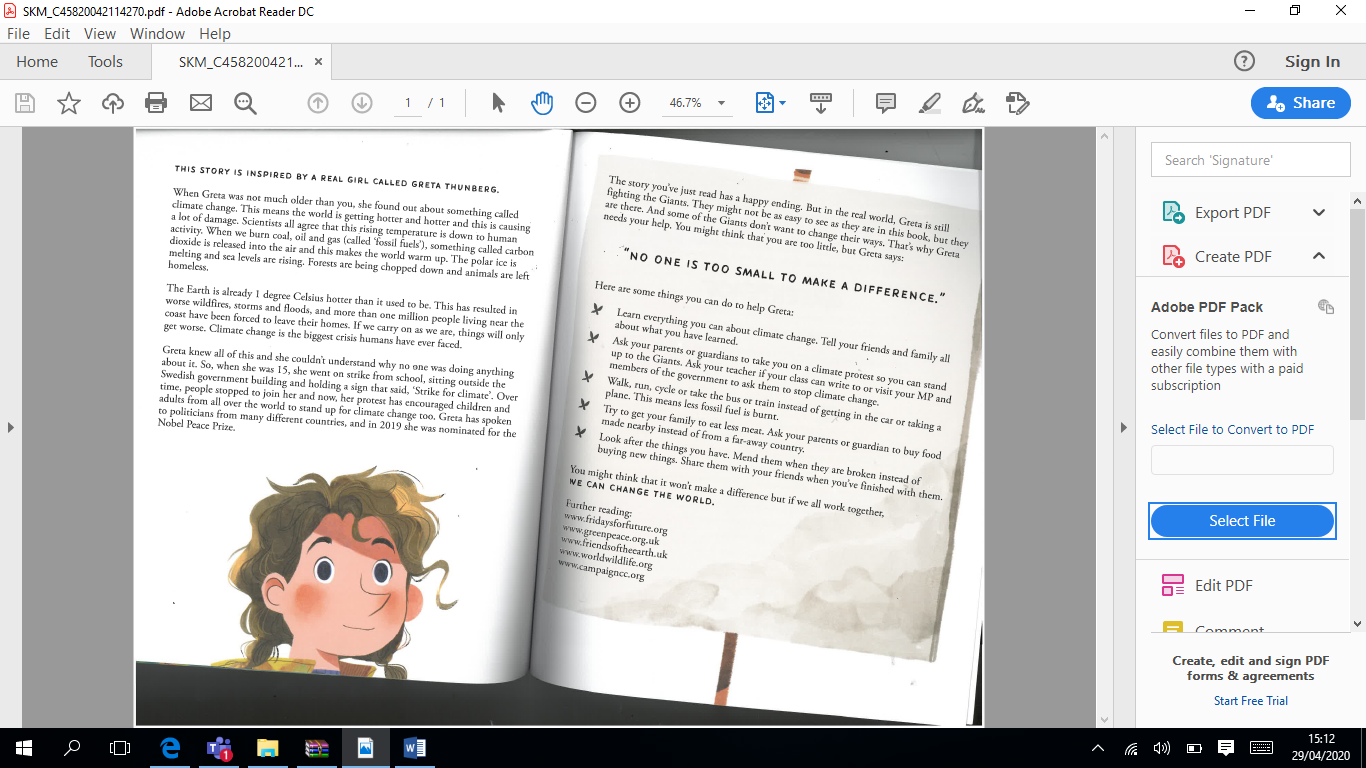 SKM_C45820042114270.pdf - Adobe Acrobat Reader DC
File Edit View Window Help
Home Tools SKM_C458200421... × ? Sign In
1 / 1 46.7% Share
THIS STORY IS INSPIRED BY A REAL GIRL CALLED GRETA THUNBERG.
When Greta was not much older than you, she found out about something called
climate change. This means the world is getting hotter and hotter and this is causing
a lot of damage. Scientists all agree that this rising temperature is down to human
activity. When we burn coal, oil and gas (called ‘fossil fuels’), something called carbon
dioxide is released into the air and this makes the world warm up. The polar ice is
melting and sea levels are rising. Forests are being chopped down and animals are left
homeless.
The Earth is already 1 degree Celsius hotter than it used to be. This has resulted in
worse wildfires, storms and floods, and more than one million people living near the
coast have been forced to leave their homes. If we carry on as we are, things will only
get worse. Climate change is the biggest crisis humans have ever faced.
Greta knew all of this and she couldn’t understand why no one was doing anything
about it. So, when she was 15, she went on strike from school, sitting outside the
Swedish government building and holding a sign that said, ‘Strike for climate’. Over
time, people stopped to join her and now, her protest has encouraged children and
adults from all over the world to stand up for climate change too. Greta has spoken
to politicians from many different countries, and in 2019 she was nominated for the
Nobel Peace Prize.
The story you’ve just read has a happy ending. But in the real world, Greta is still
fighting the Giants. They might not be as easy to see as they are in this book, but they
are there. And some of the Giants don’t want to change their ways. That’s why Greta
needs your help. You might think that you are too little, but Greta says:
“NO ONE IS TOO SMALL TO MAKE A DIFFERENCE.”
Here are some things you can do to help Greta:
Learn everything you can about climate change. Tell your friends and family all
about what you have learned.
Ask your parents or guardians to take you on a climate protest so you can stand
up to the Giants. Ask your teacher if your class can write to or visit your MP and
members of the government to ask them to stop climate change.
Walk, run, cycle or take the bus or train instead of getting in the car or taking a
plane. This means less fossil fuel is burnt.
Try to get your family to eat less meat. Ask your parents or guardian to buy food
made nearby instead of from a far-away country.
Look after the things you have. Mend them when they are broken instead of
buying new things. Share them with your friends when you’ve finished with them.
You might think that it won’t make a difference but if we all work together,
WE CAN CHANGE THE WORLD.
Further reading:
www.fridaysforfuture.org
www.greenpeace.org.uk
www.friendsoftheearth.uk
www.worldwildlife.org
www.campaigncc.org
Search 'Signature'
Export PDF
Create PDF
Adobe PDF Pack
Convert files to PDF and
easily combine them with
other file types with a paid
subscription
Select File to Convert to PDF
Select File
Edit PDF
Comment
Create, edit and sign PDF
forms & agreements
Start Free Trial
1
15:12
29/04/2020